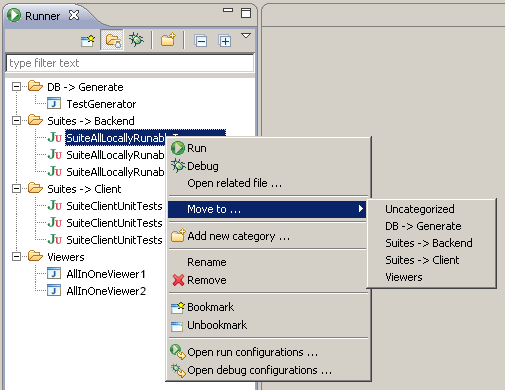 Runner
type filter text
DB -> Generate
TestGenerator
Suites -> Backend
SuiteAllLocallyRunab
SuiteAllLocallyRunab
SuiteAllLocallyRunab
Suites -> Client
SuiteClientUnitTests
SuiteClientUnitTests
SuiteClientUnitTests
Viewers
AllInOneViewer1
AllInOneViewer2
Run
Debug
Open related file ...
Move to ...
Add new category ...
Rename
Remove
Bookmark
Unbookmark
Open run configurations ...
Open debug configurations ...
Uncategorized
DB -> Generate
Suites -> Backend
Suites -> Client
Viewers